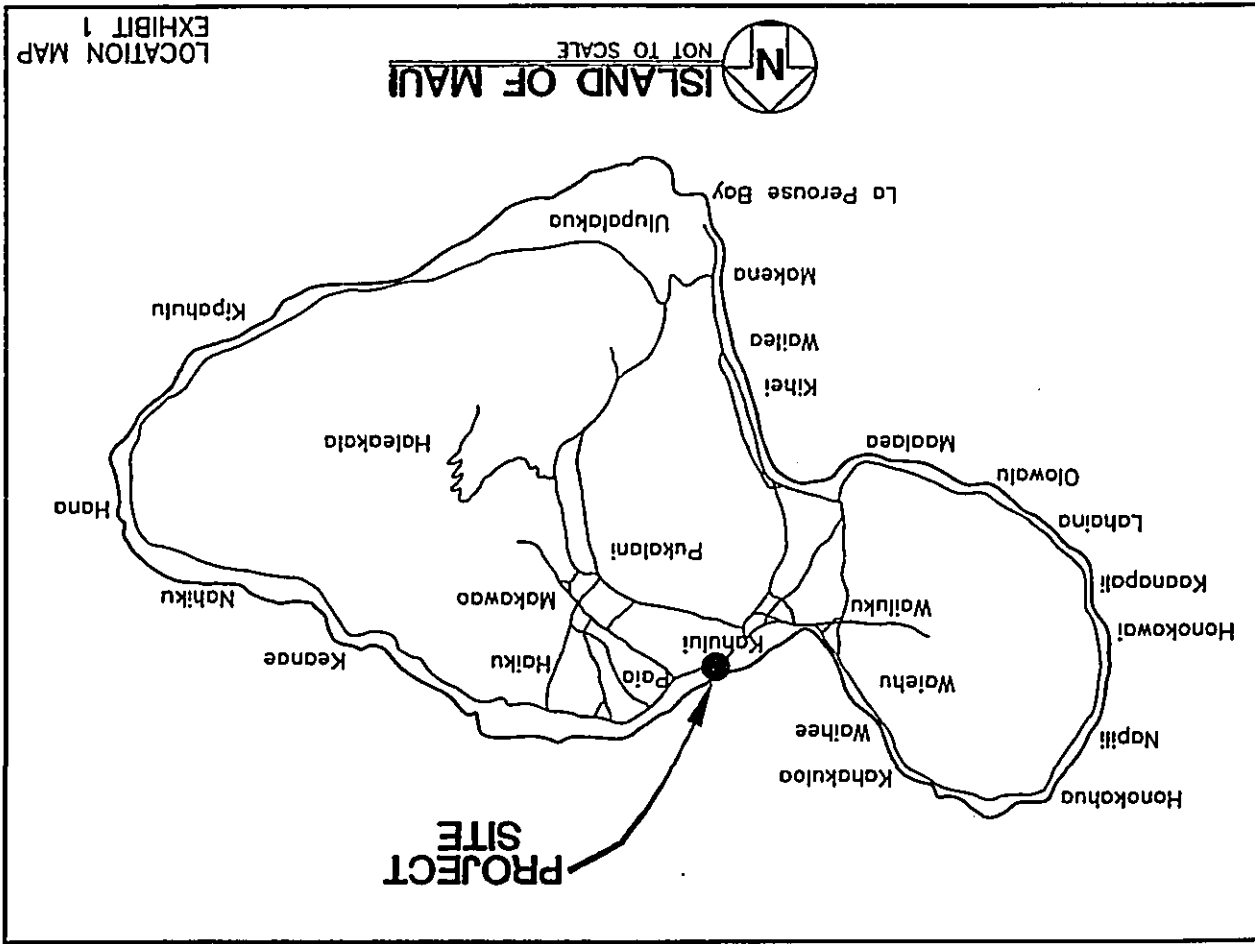 PROJECT
SITE
Honokahua
Kahakuloa
Napili
Waihee
Waiehu
Honokowai
Kaanapali
Wailuku
Kahului
Paia
Haiku
Keanae
Lahaina
Makawao
Nahiku
Olowalu
Pukalani
Maalaea
Hana
Haleakala
Kihei
Wailea
Kipahulu
Makena
Ulupalakua
La Perouse Bay
N
ISLAND OF MAUI
NOT TO SCALE
LOCATION MAP
EXHIBIT 1